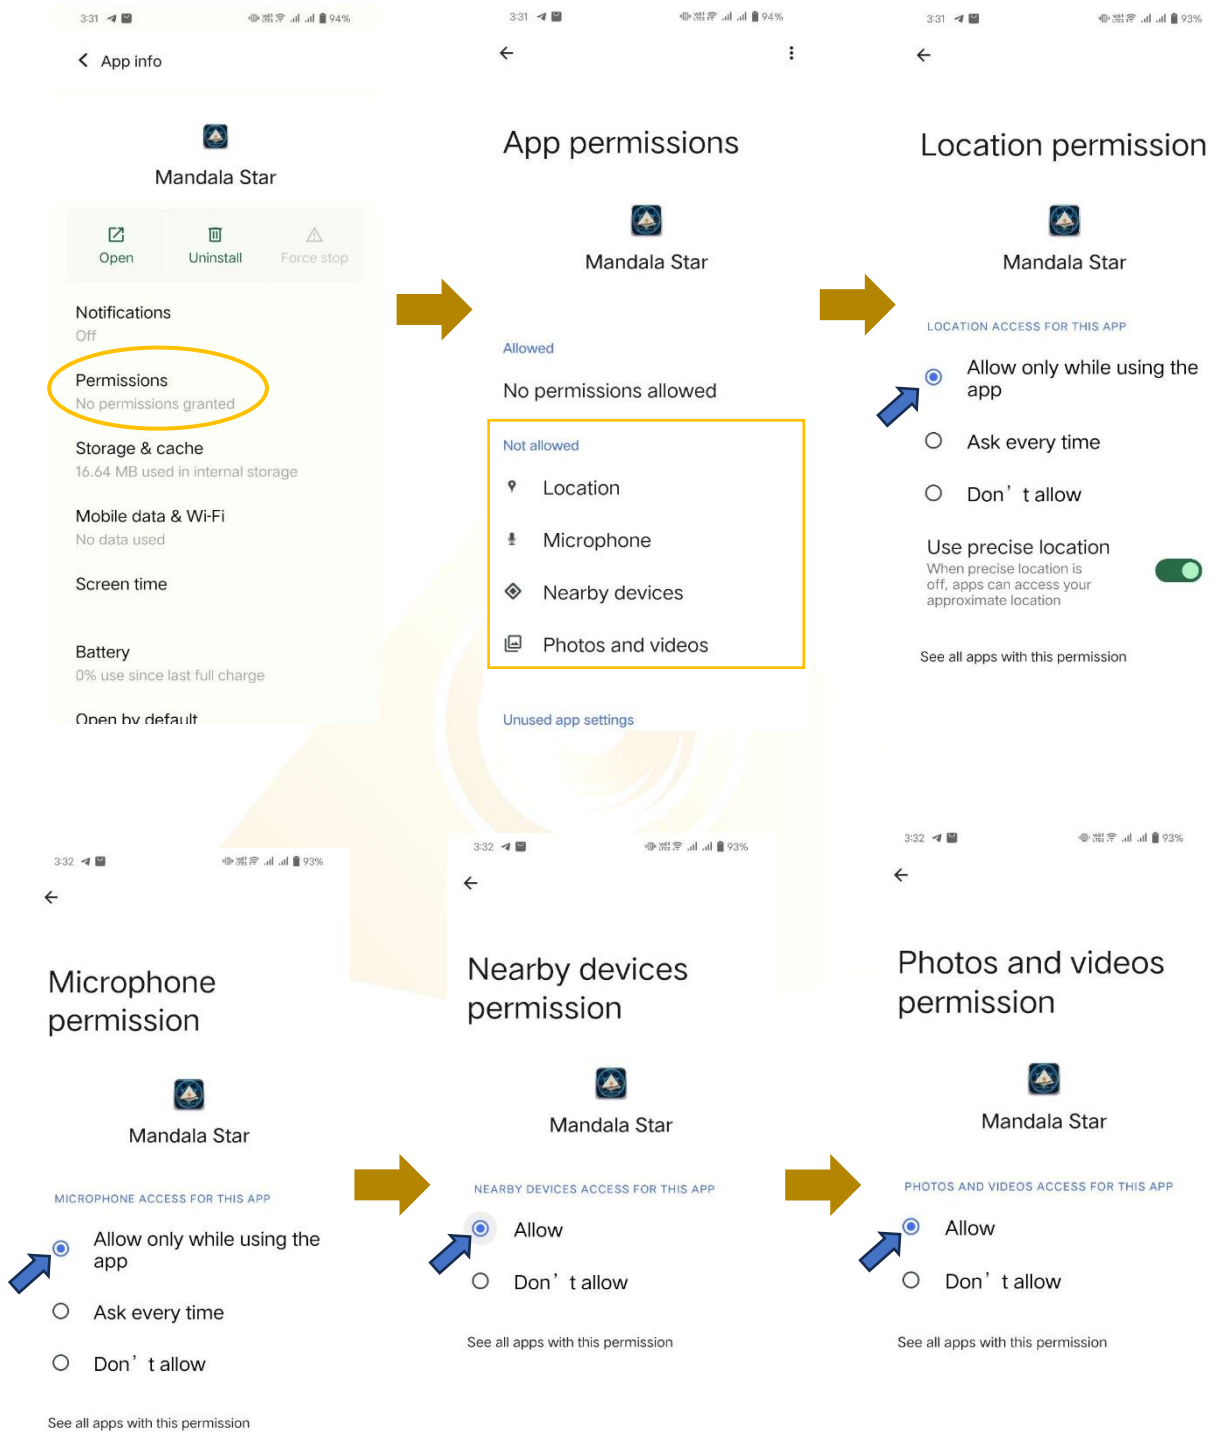 3:31
94%
App info
Mandala Star
Open
Uninstall
Force stop
Notifications
Off
Permissions
No permissions granted
Storage & cache
16.64 MB used in internal storage
Mobile data & Wi-Fi
No data used
Screen time
Battery
0% use since last full charge
Open by default
3:31
94%
App permissions
Mandala Star
Allowed
No permissions allowed
Not allowed
Location
Microphone
Nearby devices
Photos and videos
Unused app settings
3:31
93%
Location permission
Mandala Star
LOCATION ACCESS FOR THIS APP
Allow only while using the
app
Ask every time
Don’t allow
Use precise location
When precise location is
off, apps can access your
approximate location
See all apps with this permission
3:32
93%
Microphone
permission
Mandala Star
MICROPHONE ACCESS FOR THIS APP
Allow only while using the
app
Ask every time
Don’t allow
See all apps with this permission
3:32
93%
Nearby devices
permission
Mandala Star
NEARBY DEVICES ACCESS FOR THIS APP
Allow
Don’t allow
See all apps with this permission
3:32
93%
Photos and videos
permission
Mandala Star
PHOTOS AND VIDEOS ACCESS FOR THIS APP
Allow
Don’t allow
See all apps with this permission